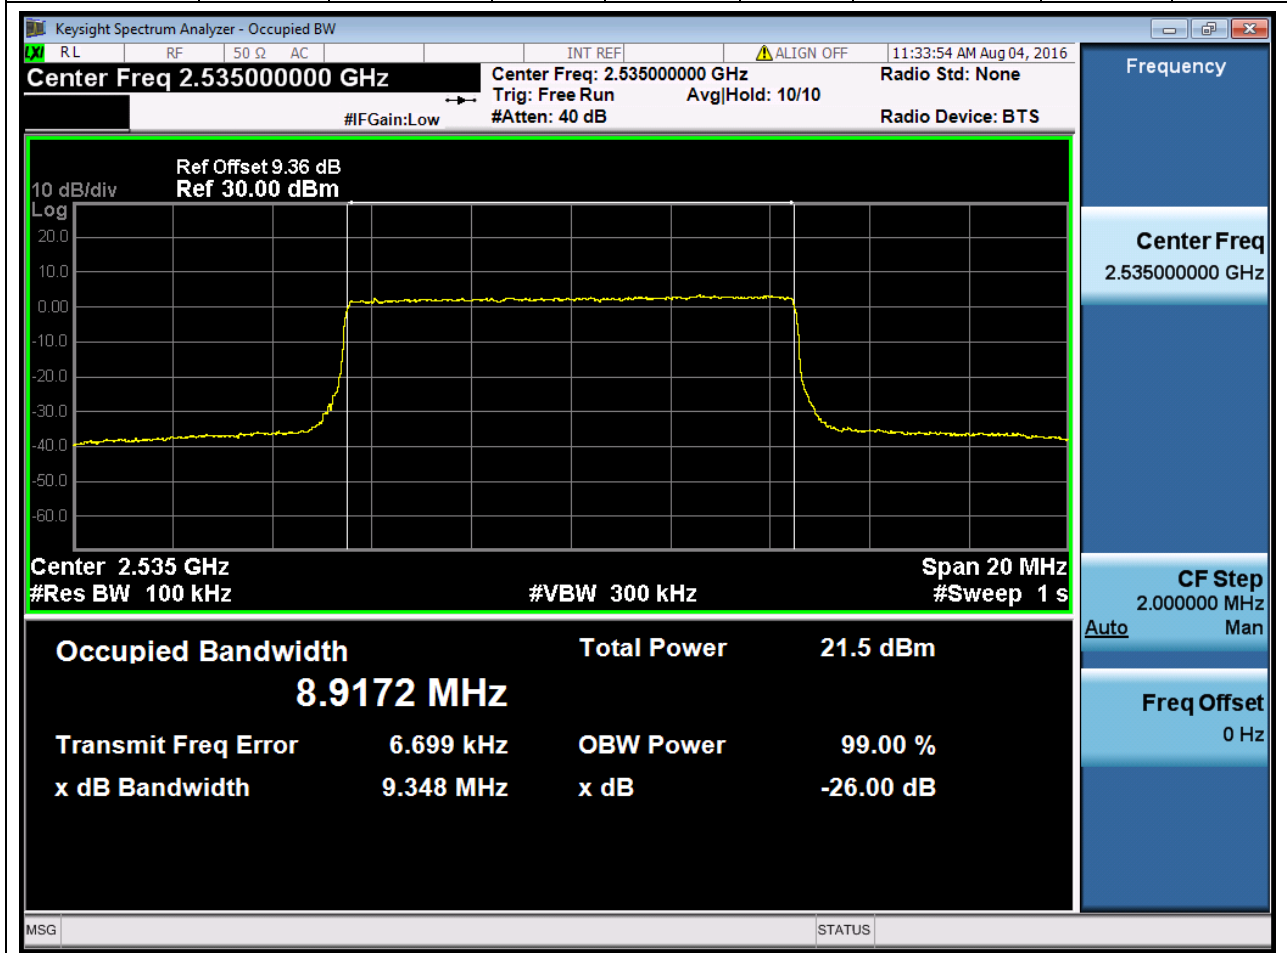 Keysight Spectrum Analyzer - Occupied BW
LXI RL RF 50 Ω AC INT REF ALIGN OFF 11:33:54 AM Aug 04, 2016
Center Freq 2.535000000 GHz
Center Freq: 2.535000000 GHz
Radio Std: None
Trig: Free Run Avg|Hold: 10/10
#IFGain:Low
#Atten: 40 dB
Radio Device: BTS
Ref Offset 9.36 dB
10 dB/div Ref 30.00 dBm
Log
20.0
10.0
0.00
-10.0
-20.0
-30.0
-40.0
-50.0
-60.0
Center 2.535 GHz
Span 20 MHz
#Res BW 100 kHz
#VBW 300 kHz
#Sweep 1 s
Occupied Bandwidth
8.9172 MHz
Total Power 21.5 dBm
Transmit Freq Error 6.699 kHz
OBW Power 99.00 %
x dB Bandwidth 9.348 MHz
x dB -26.00 dB
Frequency
Center Freq
2.535000000 GHz
CF Step
2.000000 MHz
Auto Man
Freq Offset
0 Hz
MSG
STATUS